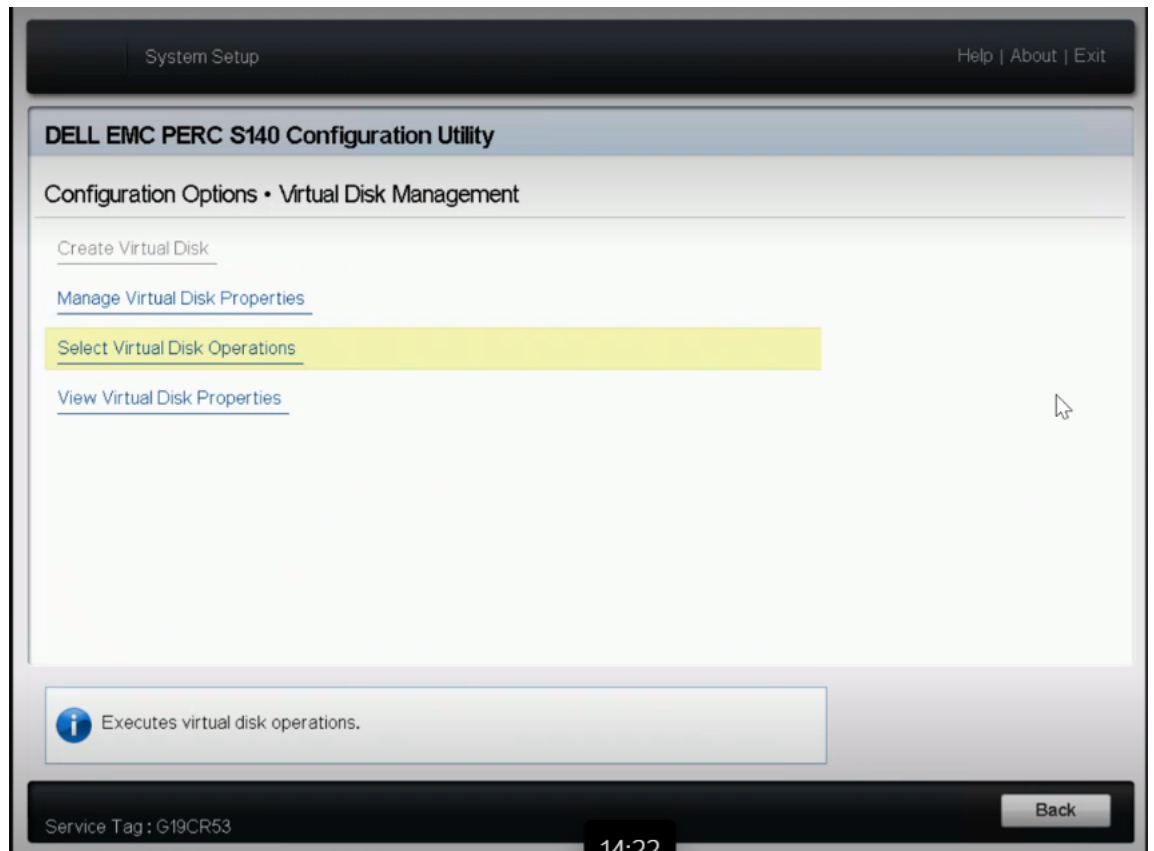 System Setup
Help | About | Exit
DELL EMC PERC S140 Configuration Utility
Configuration Options • Virtual Disk Management
Create Virtual Disk
Manage Virtual Disk Properties
Select Virtual Disk Operations
View Virtual Disk Properties
Executes virtual disk operations.
Back
Service Tag : G19CR53
14:22